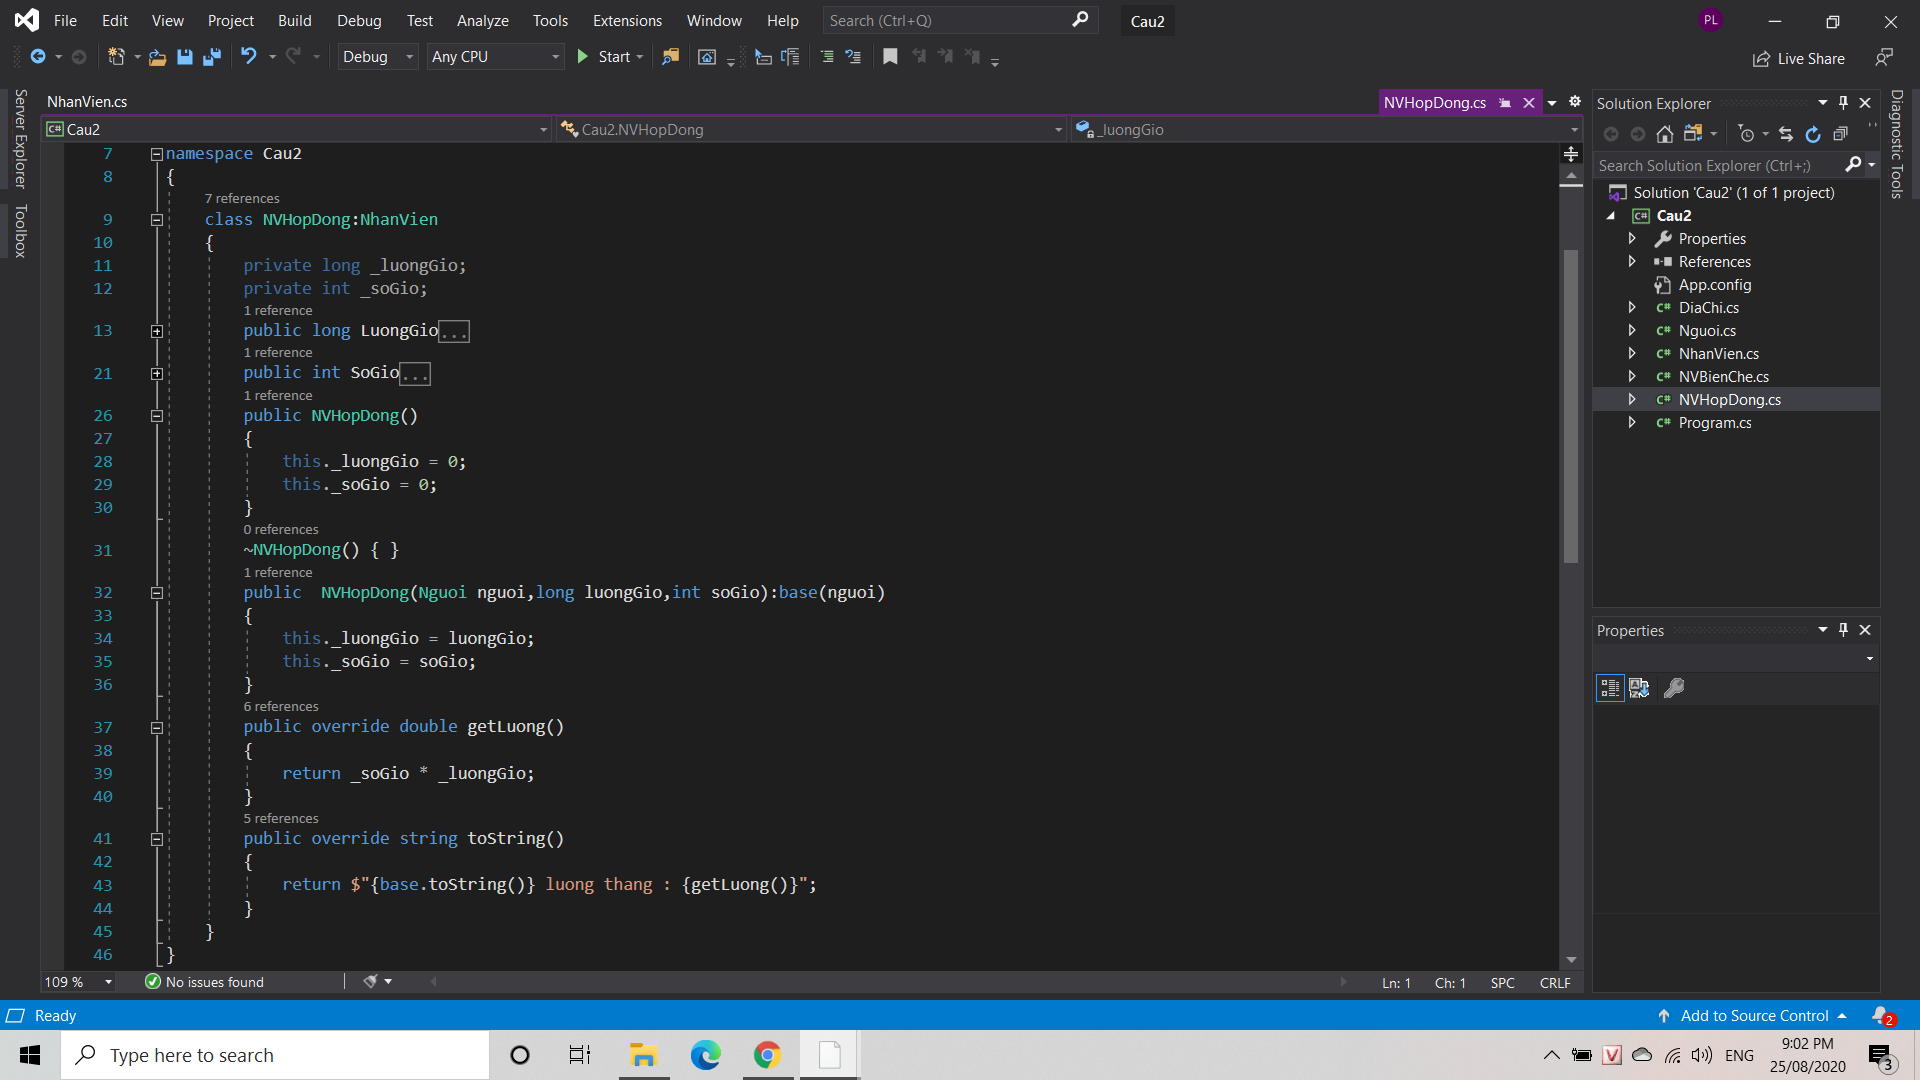 File Edit View Project Build Debug Test Analyze Tools Extensions Window Help Search (Ctrl+Q) Cau2 PL
Debug Any CPU Start Live Share
Server Explorer
Toolbox
NhanVien.cs NVHopDong.cs
C# Cau2 Cau2.NVHopDong _luongGio
7 namespace Cau2
8 {
7 references
9 class NVHopDong:NhanVien
10 {
11 private long _luongGio;
12 private int _soGio;
1 reference
13 public long LuongGio...
1 reference
21 public int SoGio...
1 reference
26 public NVHopDong()
27 {
28 this._luongGio = 0;
29 this._soGio = 0;
30 }
0 references
31 ~NVHopDong() { }
1 reference
32 public  NVHopDong(Nguoi nguoi,long luongGio,int soGio):base(nguoi)
33 {
34 this._luongGio = luongGio;
35 this._soGio = soGio;
36 }
6 references
37 public override double getLuong()
38 {
39 return _soGio * _luongGio;
40 }
5 references
41 public override string toString()
42 {
43 return $"{base.toString()} luong thang : {getLuong()}";
44 }
45 }
46 }
109 % No issues found Ln: 1 Ch: 1 SPC CRLF
Solution Explorer
Search Solution Explorer (Ctrl+;)
Solution 'Cau2' (1 of 1 project)
C# Cau2
Properties
References
App.config
C# DiaChi.cs
C# Nguoi.cs
C# NhanVien.cs
C# NVBienChe.cs
C# NVHopDong.cs
C# Program.cs
Properties
Diagnostic Tools
Ready Add to Source Control 2
Type here to search
V ENG 9:02 PM
25/08/2020 3